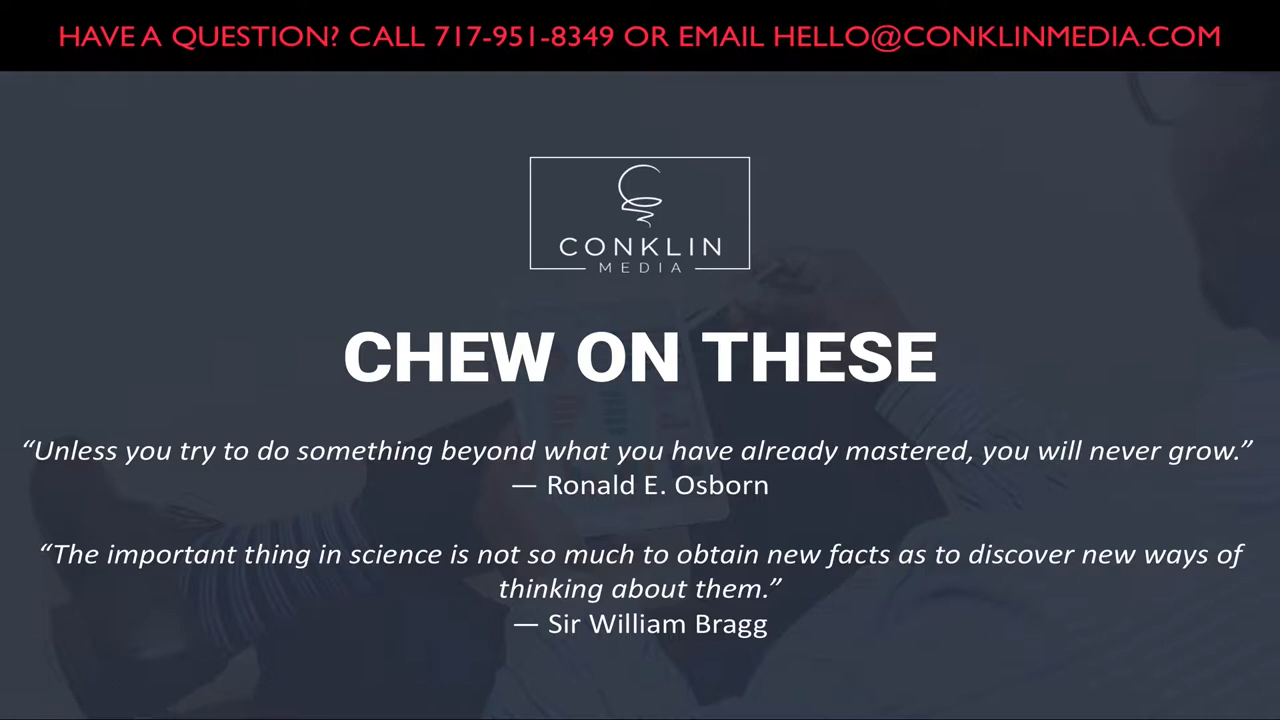 HAVE A QUESTION? CALL 717-951-8349 OR EMAIL HELLO@CONKLINMEDIA.COM
CONKLIN
MEDIA
CHEW ON THESE
“Unless you try to do something beyond what you have already mastered, you will never grow.”
— Ronald E. Osborn
“The important thing in science is not so much to obtain new facts as to discover new ways of
thinking about them.”
— Sir William Bragg